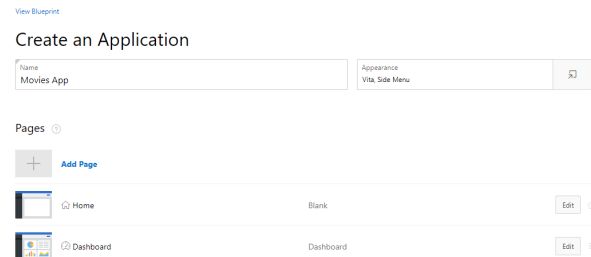 View Blueprint
Create an Application
Name
Movies App
Appearance
Vita, Side Menu
Pages
Add Page
Home Blank Edit
Dashboard Dashboard Edit